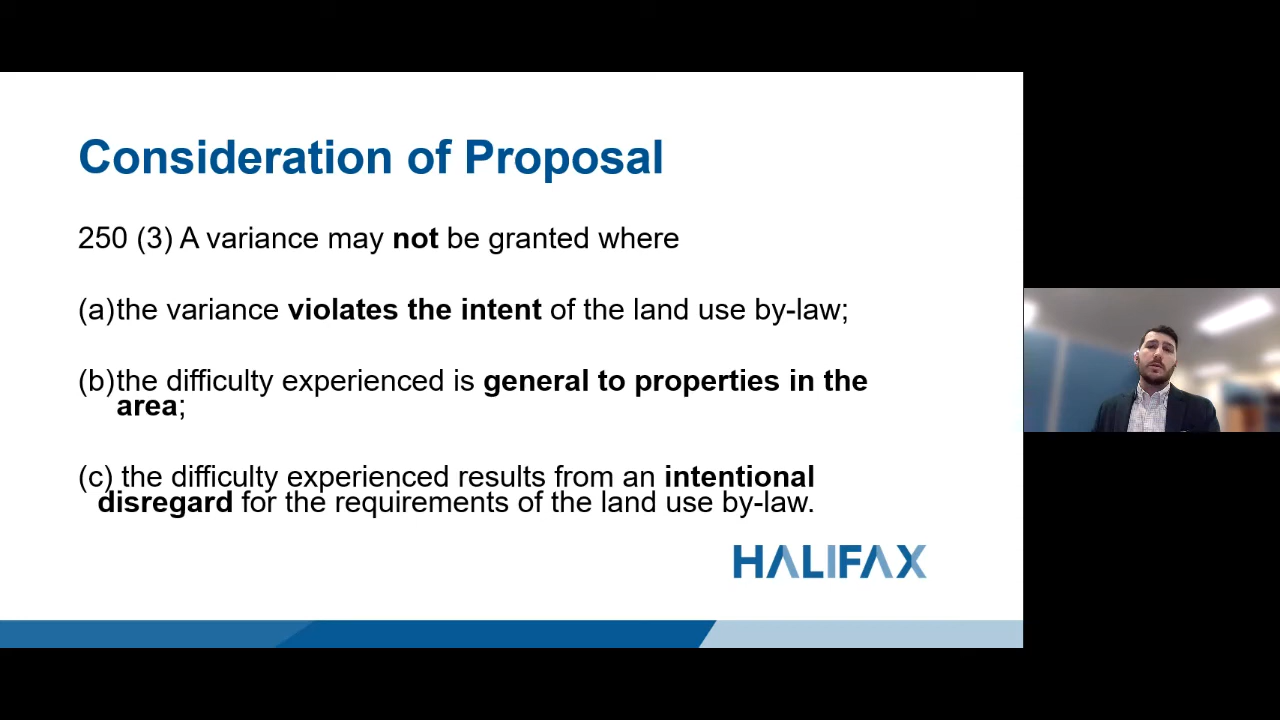 Consideration of Proposal
250 (3) A variance may not be granted where
(a) the variance violates the intent of the land use by-law;
(b) the difficulty experienced is general to properties in the
area;
(c) the difficulty experienced results from an intentional
disregard for the requirements of the land use by-law.
HALIFAX